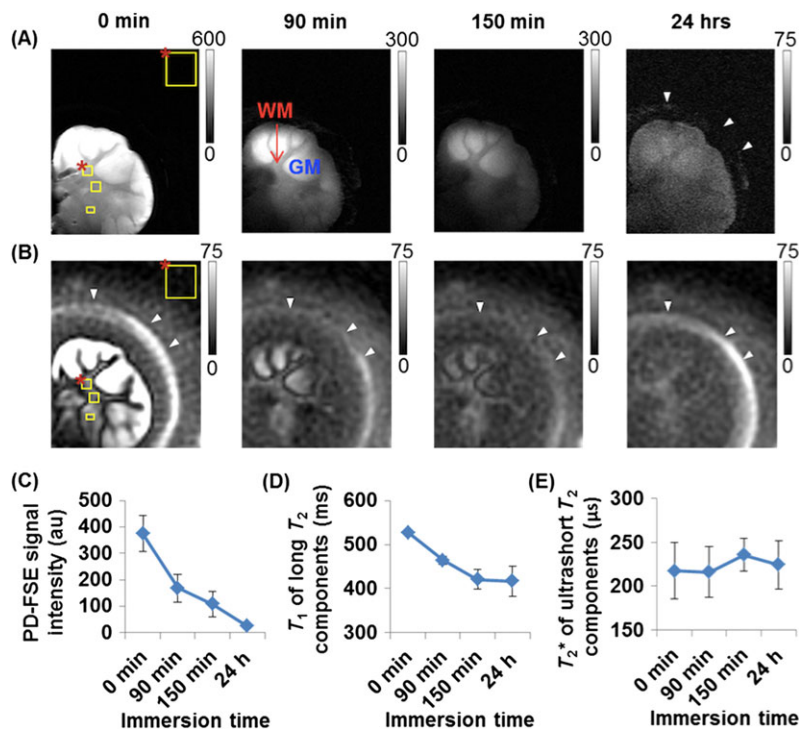 0 min 90 min 150 min 24 hrs
(A) 600 300 300 75
* *
WM
GM
0 0 0 0
(B) 75 75 75 75
* *
0 0 0 0
(C) (D) (E)
PD-FSE signal
intensity (au)
500
400
300
200
100
0
0 min 90 min 150 min 24 h
Immersion time
T1 of long T2
components (ms)
600
500
400
300
0 min 90 min 150 min 24 h
Immersion time
T2* of ultrashort T2
components (µs)
300
250
200
150
0 min 90 min 150 min 24 h
Immersion time